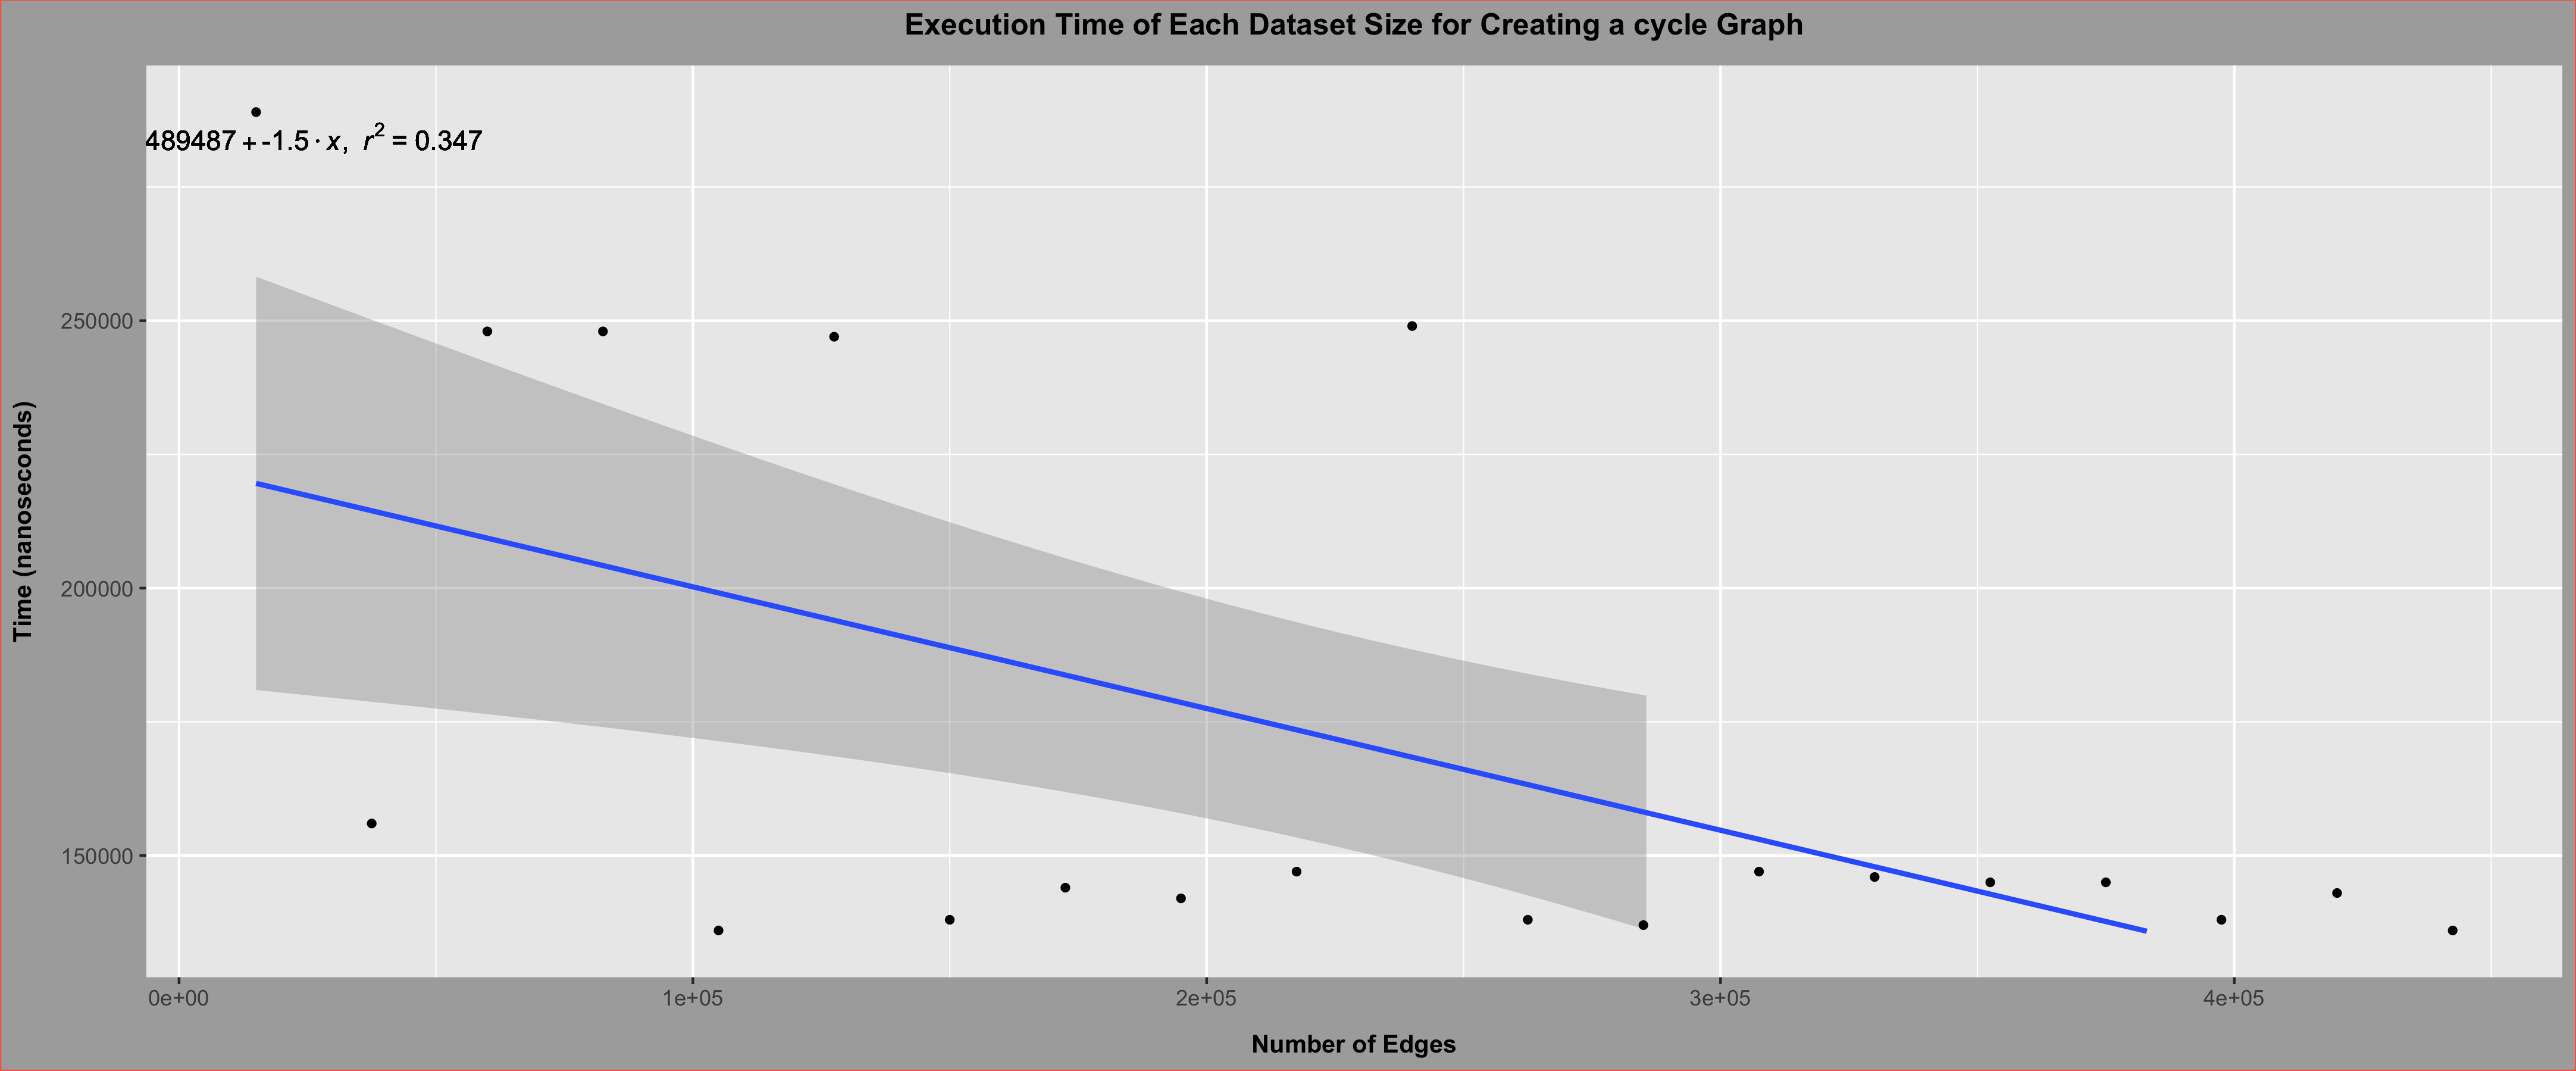 Execution Time of Each Dataset Size for Creating a cycle Graph
489487 + -1.5 · x, r² = 0.347
250000
200000
150000
Time (nanoseconds)
0e+00 1e+05 2e+05 3e+05 4e+05
Number of Edges